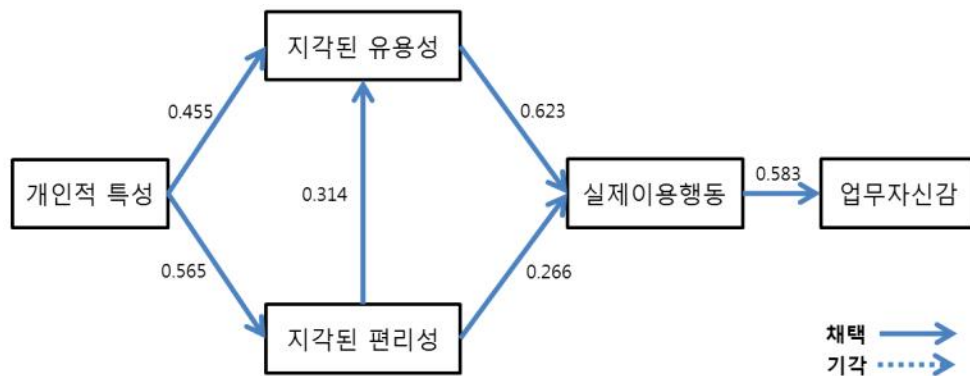 지각된 유용성
0.455
0.623
개인적 특성
0.314
실제이용행동
0.583
업무자신감
0.565
0.266
지각된 편리성
채택
기각